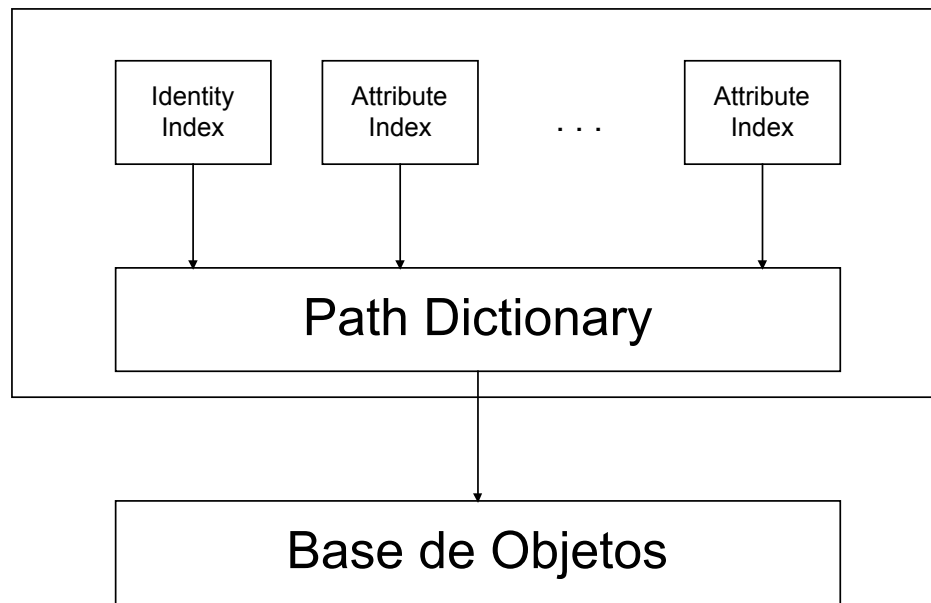 Identity
Index
Attribute
Index
. . .
Attribute
Index
Path Dictionary
Base de Objetos